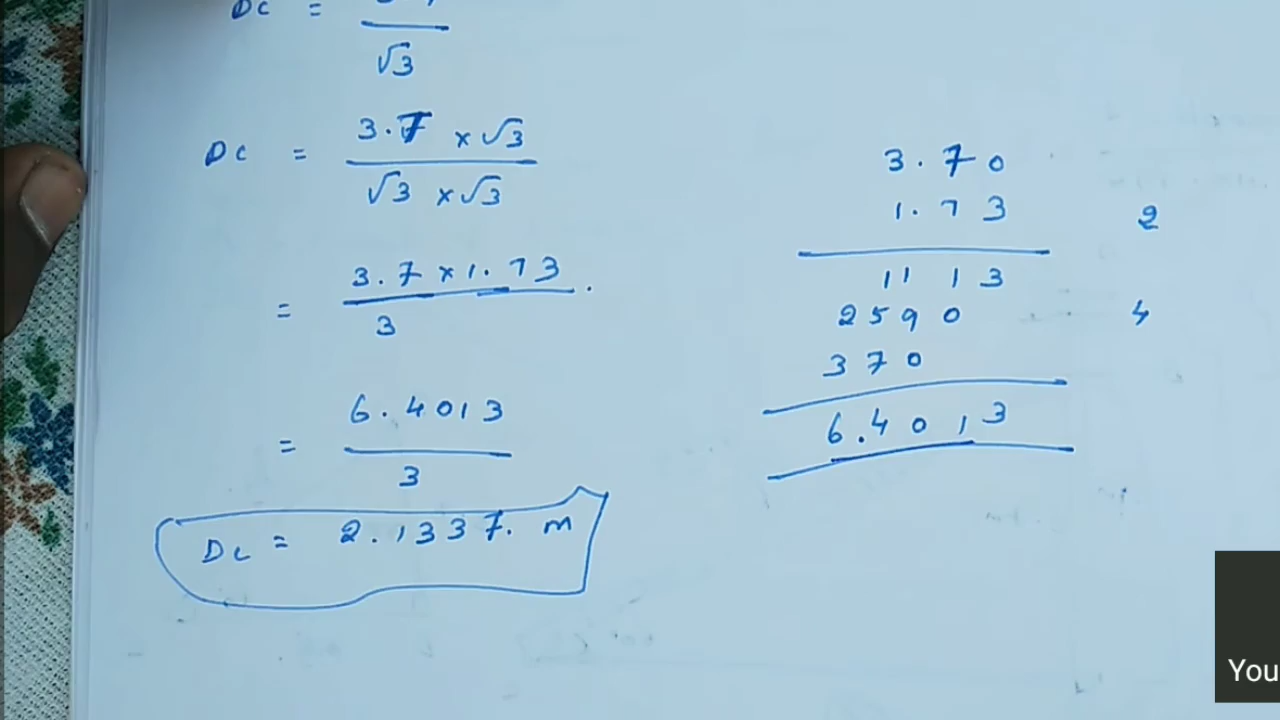 DC =
√3
DC = 3.7 × √3
√3 × √3
= 3.7 × 1.73 .
3
= 6.4013
3
DC = 2.1337. m
3.70
1.73
2
1113
2590
4
370
6.4013
You